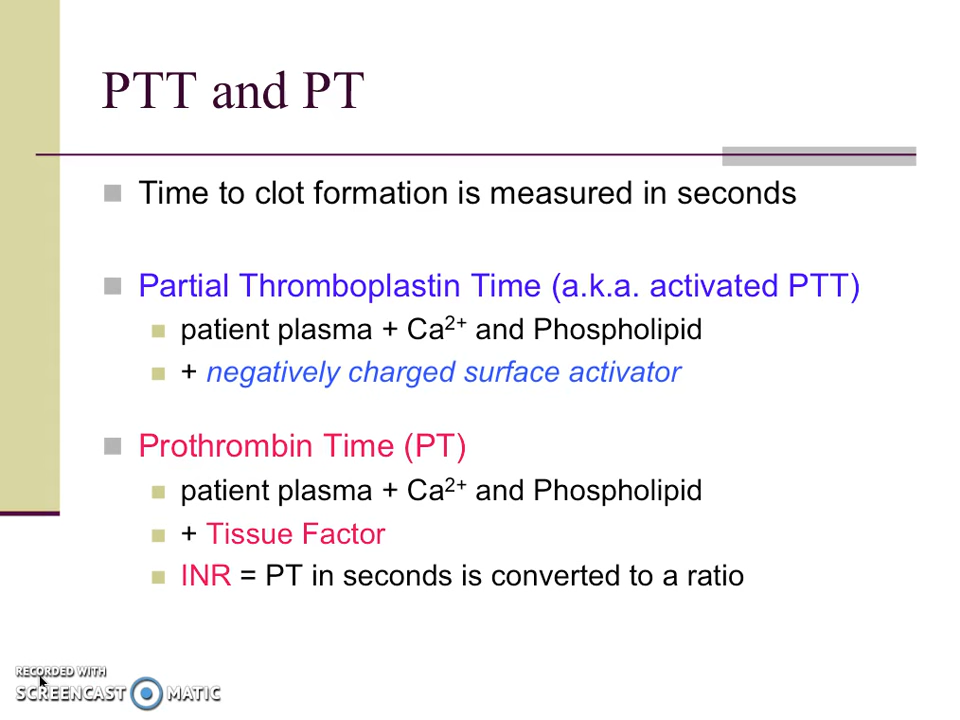 PTT and PT
Time to clot formation is measured in seconds
Partial Thromboplastin Time (a.k.a. activated PTT)
patient plasma + Ca²⁺ and Phospholipid
+ negatively charged surface activator
Prothrombin Time (PT)
patient plasma + Ca²⁺ and Phospholipid
+ Tissue Factor
INR = PT in seconds is converted to a ratio
RECORDED WITH
SCREENCAST MATIC